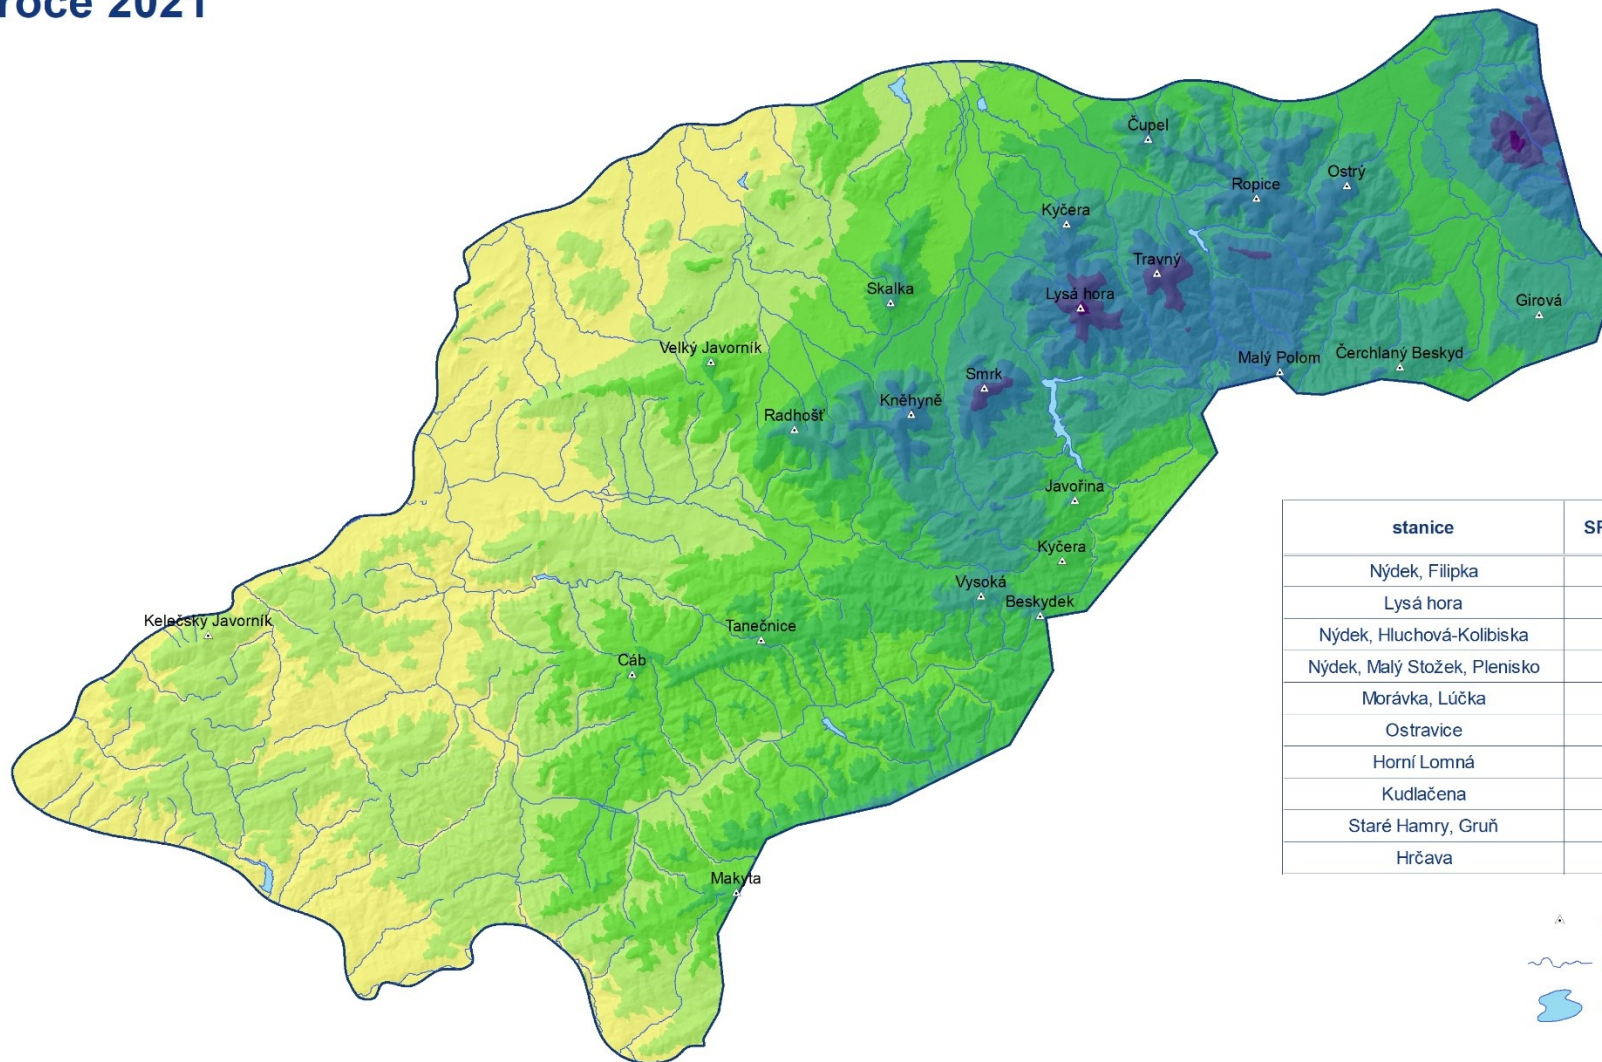 roce 2021
Čupel
Ostrý
Ropice
Kyčera
Travný
Skalka
Lysá hora
Girová
Velký Javorník
Malý Polom
Čerchlaný Beskyd
Smrk
Kněhyně
Radhošť
Javořina
Kyčera
Vysoká
Beskydek
Kelečský Javorník
Tanečnice
Cáb
Makyta
stanice
Nýdek, Filipka
Lysá hora
Nýdek, Hluchová-Kolibiska
Nýdek, Malý Stožek, Plenisko
Morávka, Lúčka
Ostravice
Horní Lomná
Kudlačena
Staré Hamry, Gruň
Hrčava